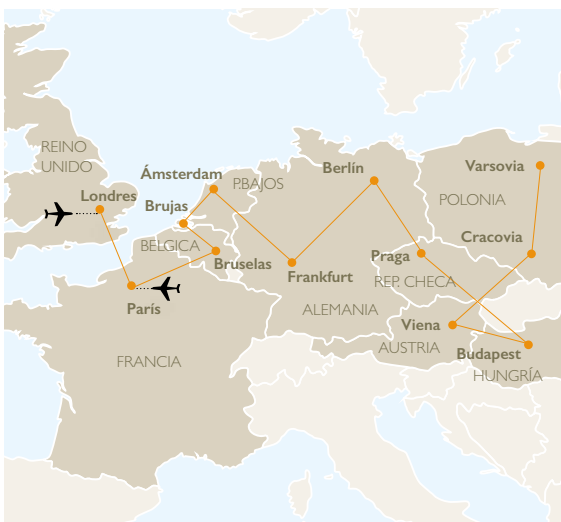 REINO
UNIDO
Londres
Ámsterdam
P.BAJOS
Brujas
BELGICA
Bruselas
París
FRANCIA
Berlín
Frankfurt
ALEMANIA
Varsovia
POLONIA
Cracovia
Praga
REP. CHECA
Viena
AUSTRIA
Budapest
HUNGRÍA